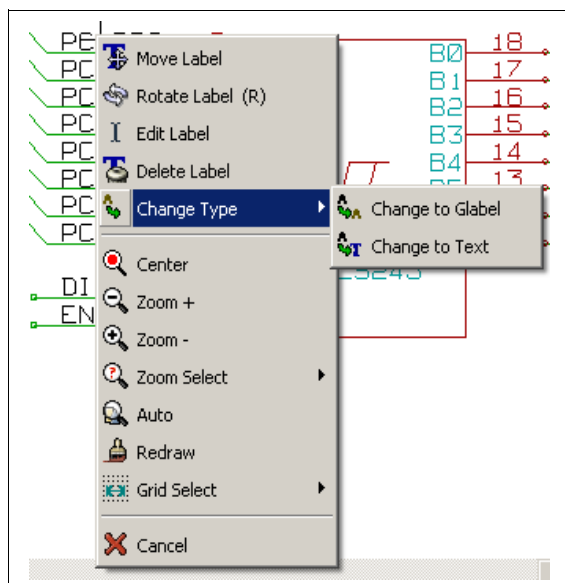 PC
PC
PC
PC
PC
PC
PC
DI
EN
Move Label
Rotate Label (R)
Edit Label
Delete Label
Change Type
Center
Zoom +
Zoom -
Zoom Select
Auto
Redraw
Grid Select
Cancel
Change to Glabel
Change to Text
B0 18
B1 17
B2 16
B3 15
B4 14
13